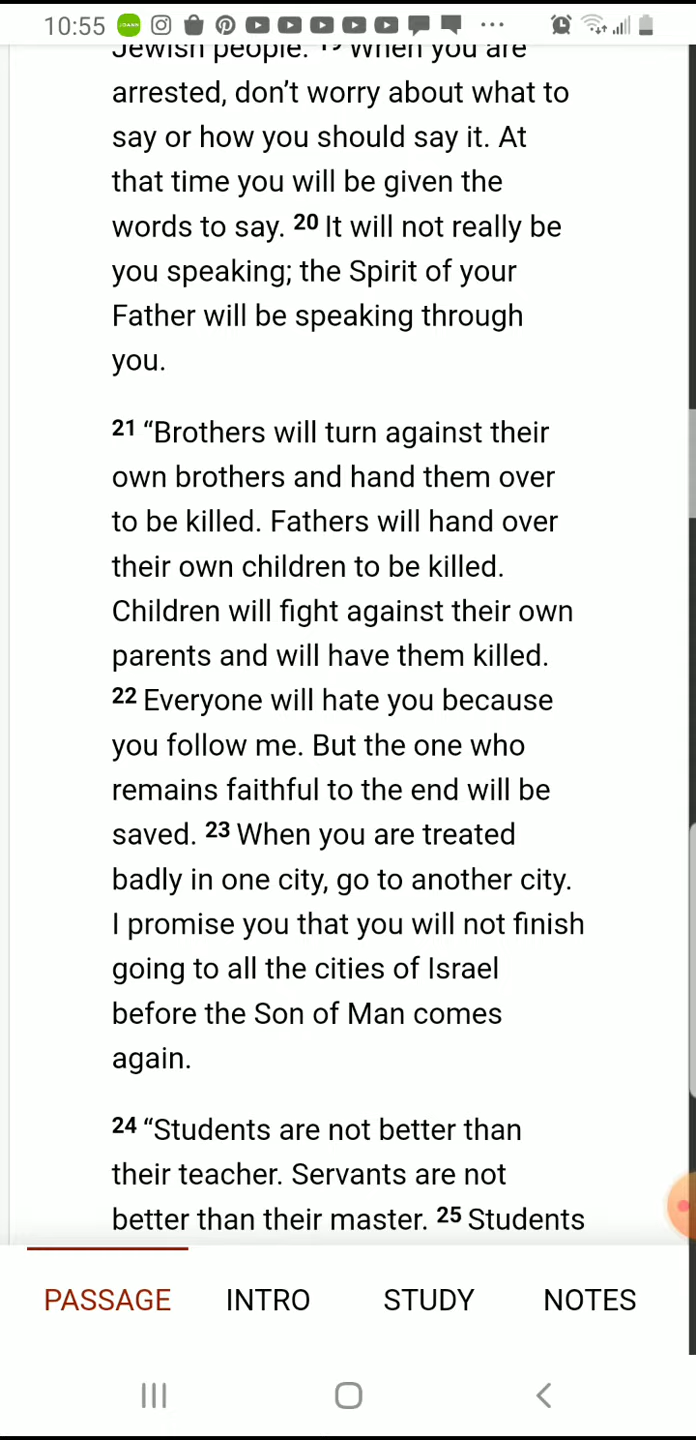 10:55
Jewish people. 19 When you are
arrested, don’t worry about what to
say or how you should say it. At
that time you will be given the
words to say. 20 It will not really be
you speaking; the Spirit of your
Father will be speaking through
you.
21 “Brothers will turn against their
own brothers and hand them over
to be killed. Fathers will hand over
their own children to be killed.
Children will fight against their own
parents and will have them killed.
22 Everyone will hate you because
you follow me. But the one who
remains faithful to the end will be
saved. 23 When you are treated
badly in one city, go to another city.
I promise you that you will not finish
going to all the cities of Israel
before the Son of Man comes
again.
24 “Students are not better than
their teacher. Servants are not
better than their master. 25 Students
PASSAGE INTRO STUDY NOTES